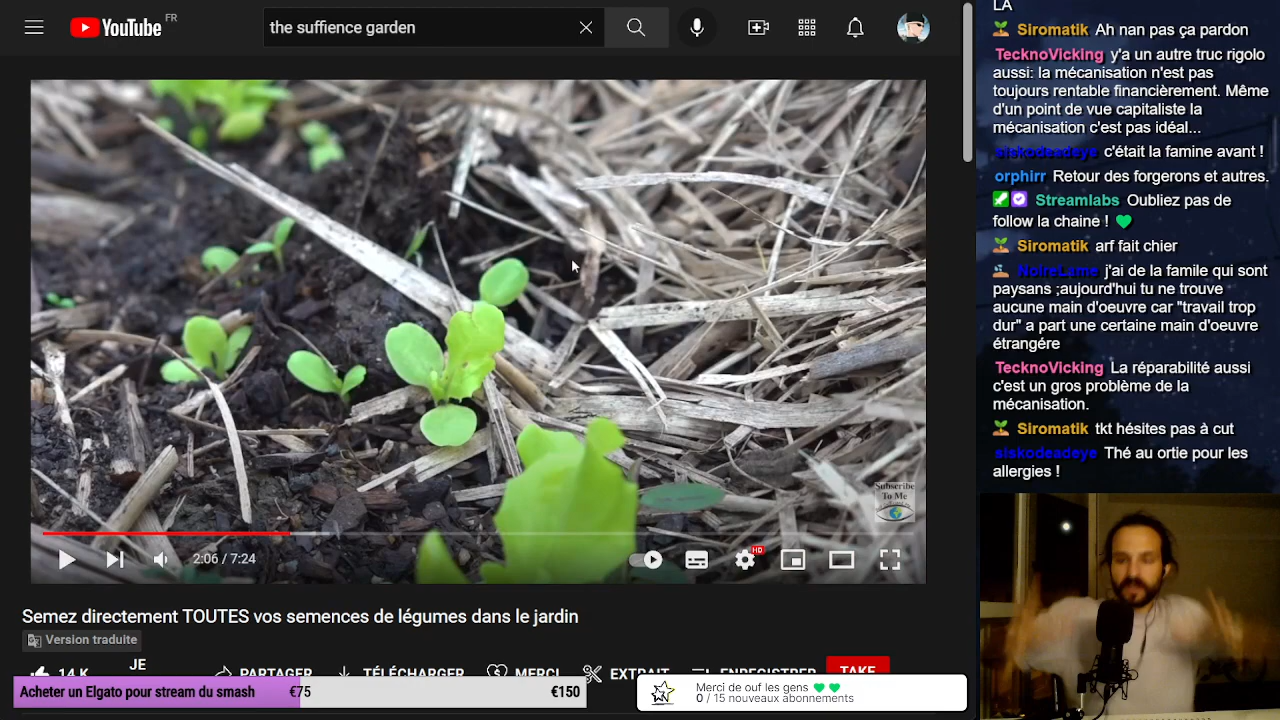 YouTube FR
the suffience garden
Subscribe
To Me
2:06 / 7:24
HD
Semez directement TOUTES vos semences de légumes dans le jardin
Version traduite
14 K
JE
PARTAGER
TÉLÉCHARGER
MERCI
EXTRAIT
ENREGISTRER
TAKE
Acheter un Elgato pour stream du smash €75 €150
Merci de ouf les gens 💚 💚
0 / 15 nouveaux abonnements
LA
Siromatik Ah nan pas ça pardon
TecknoVicking y'a un autre truc rigolo
aussi: la mécanisation n'est pas
toujours rentable financièrement. Même
d'un point de vue capitaliste la
mécanisation c'est pas idéal...
siskodeadeye c'était la famine avant !
orphirr Retour des forgerons et autres.
Streamlabs Oubliez pas de
follow la chaine ! 💚
Siromatik arf fait chier
NoireLame j'ai de la famile qui sont
paysans ;aujourd'hui tu ne trouve
aucune main d'oeuvre car "travail trop
dur" a part une certaine main d'oeuvre
étrangére
TecknoVicking La réparabilité aussi
c'est un gros problème de la
mécanisation.
Siromatik tkt hésites pas à cut
siskodeadeye Thé au ortie pour les
allergies !